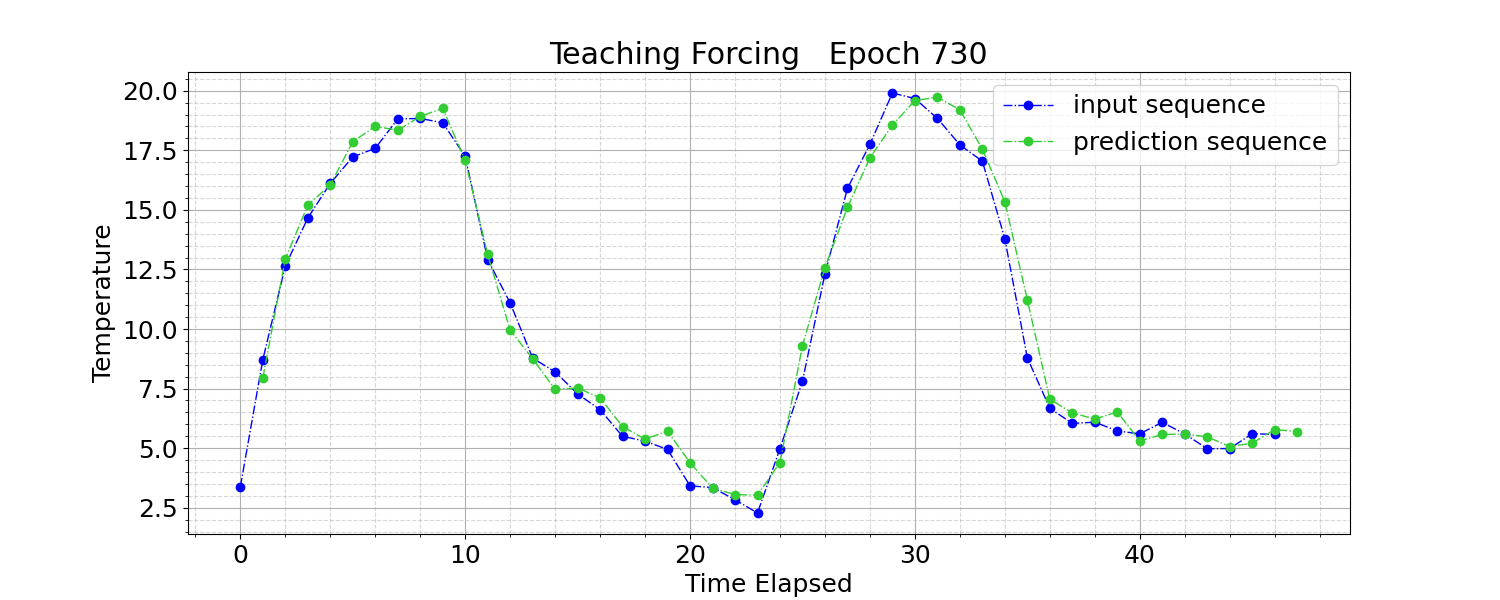 Teaching Forcing   Epoch 730
20.0
17.5
15.0
12.5
10.0
7.5
5.0
2.5
Temperature
input sequence
prediction sequence
0 10 20 30 40
Time Elapsed